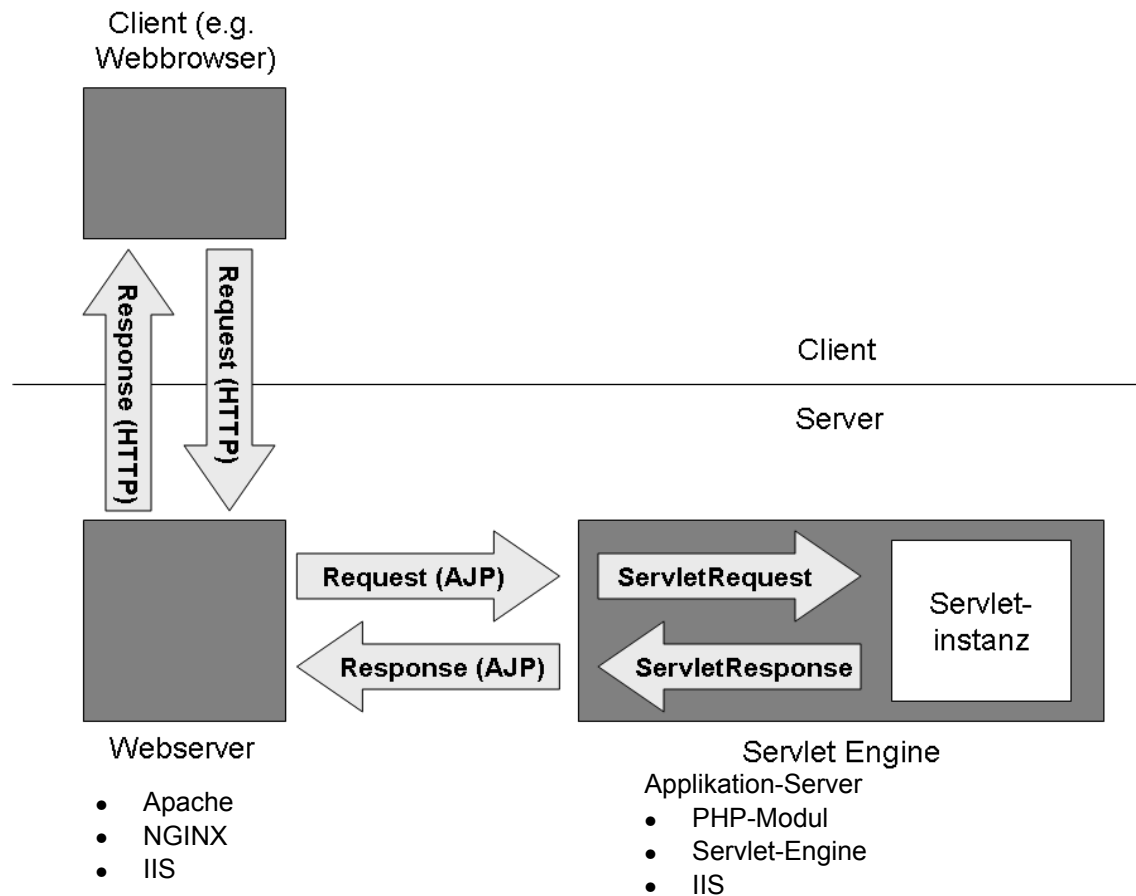 Client (e.g.
Webbrowser)
Response (HTTP)
Request (HTTP)
Client
Server
Request (AJP)
Response (AJP)
ServletRequest
ServletResponse
Servlet-
instanz
Webserver
• Apache
• NGINX
• IIS
Servlet Engine
Applikation-Server
• PHP-Modul
• Servlet-Engine
• IIS